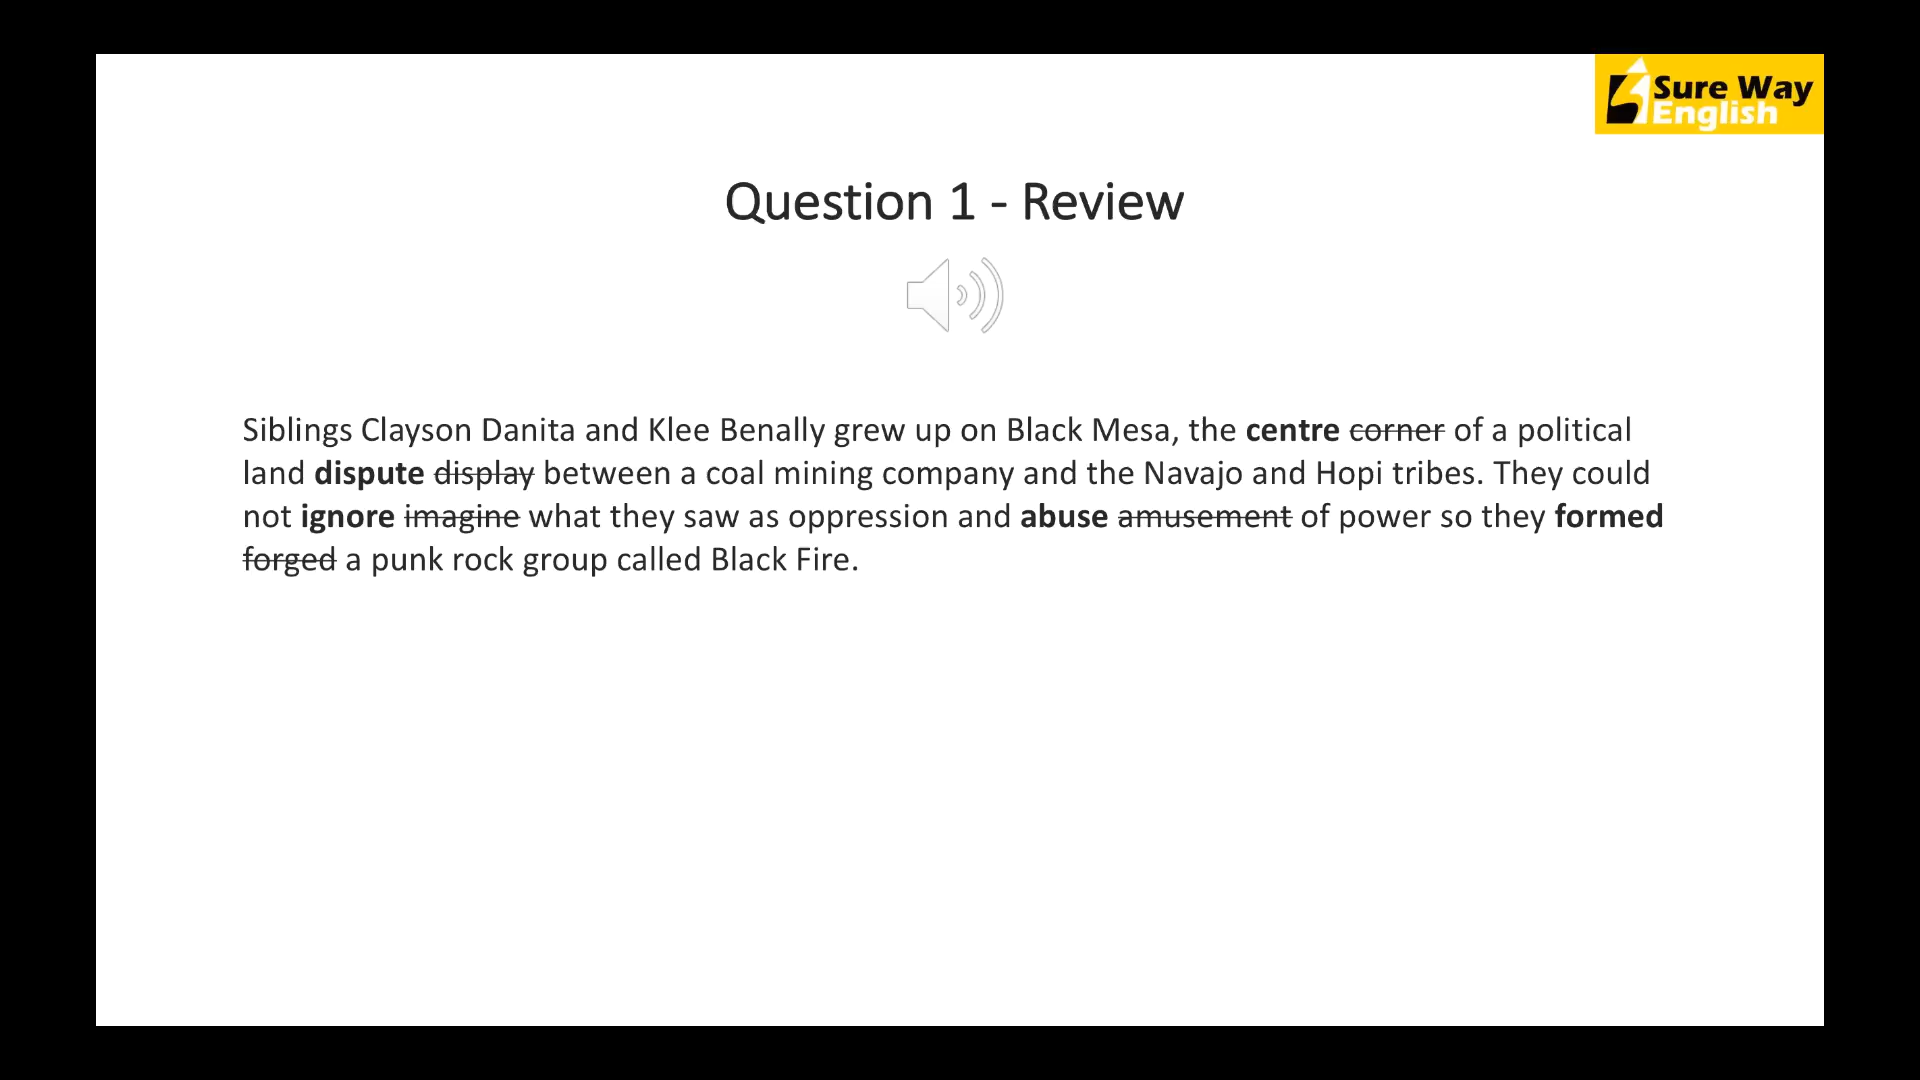 Sure Way
English
Question 1 - Review
Siblings Clayson Danita and Klee Benally grew up on Black Mesa, the centre corner of a political
land dispute display between a coal mining company and the Navajo and Hopi tribes. They could
not ignore imagine what they saw as oppression and abuse amusement of power so they formed
forged a punk rock group called Black Fire.